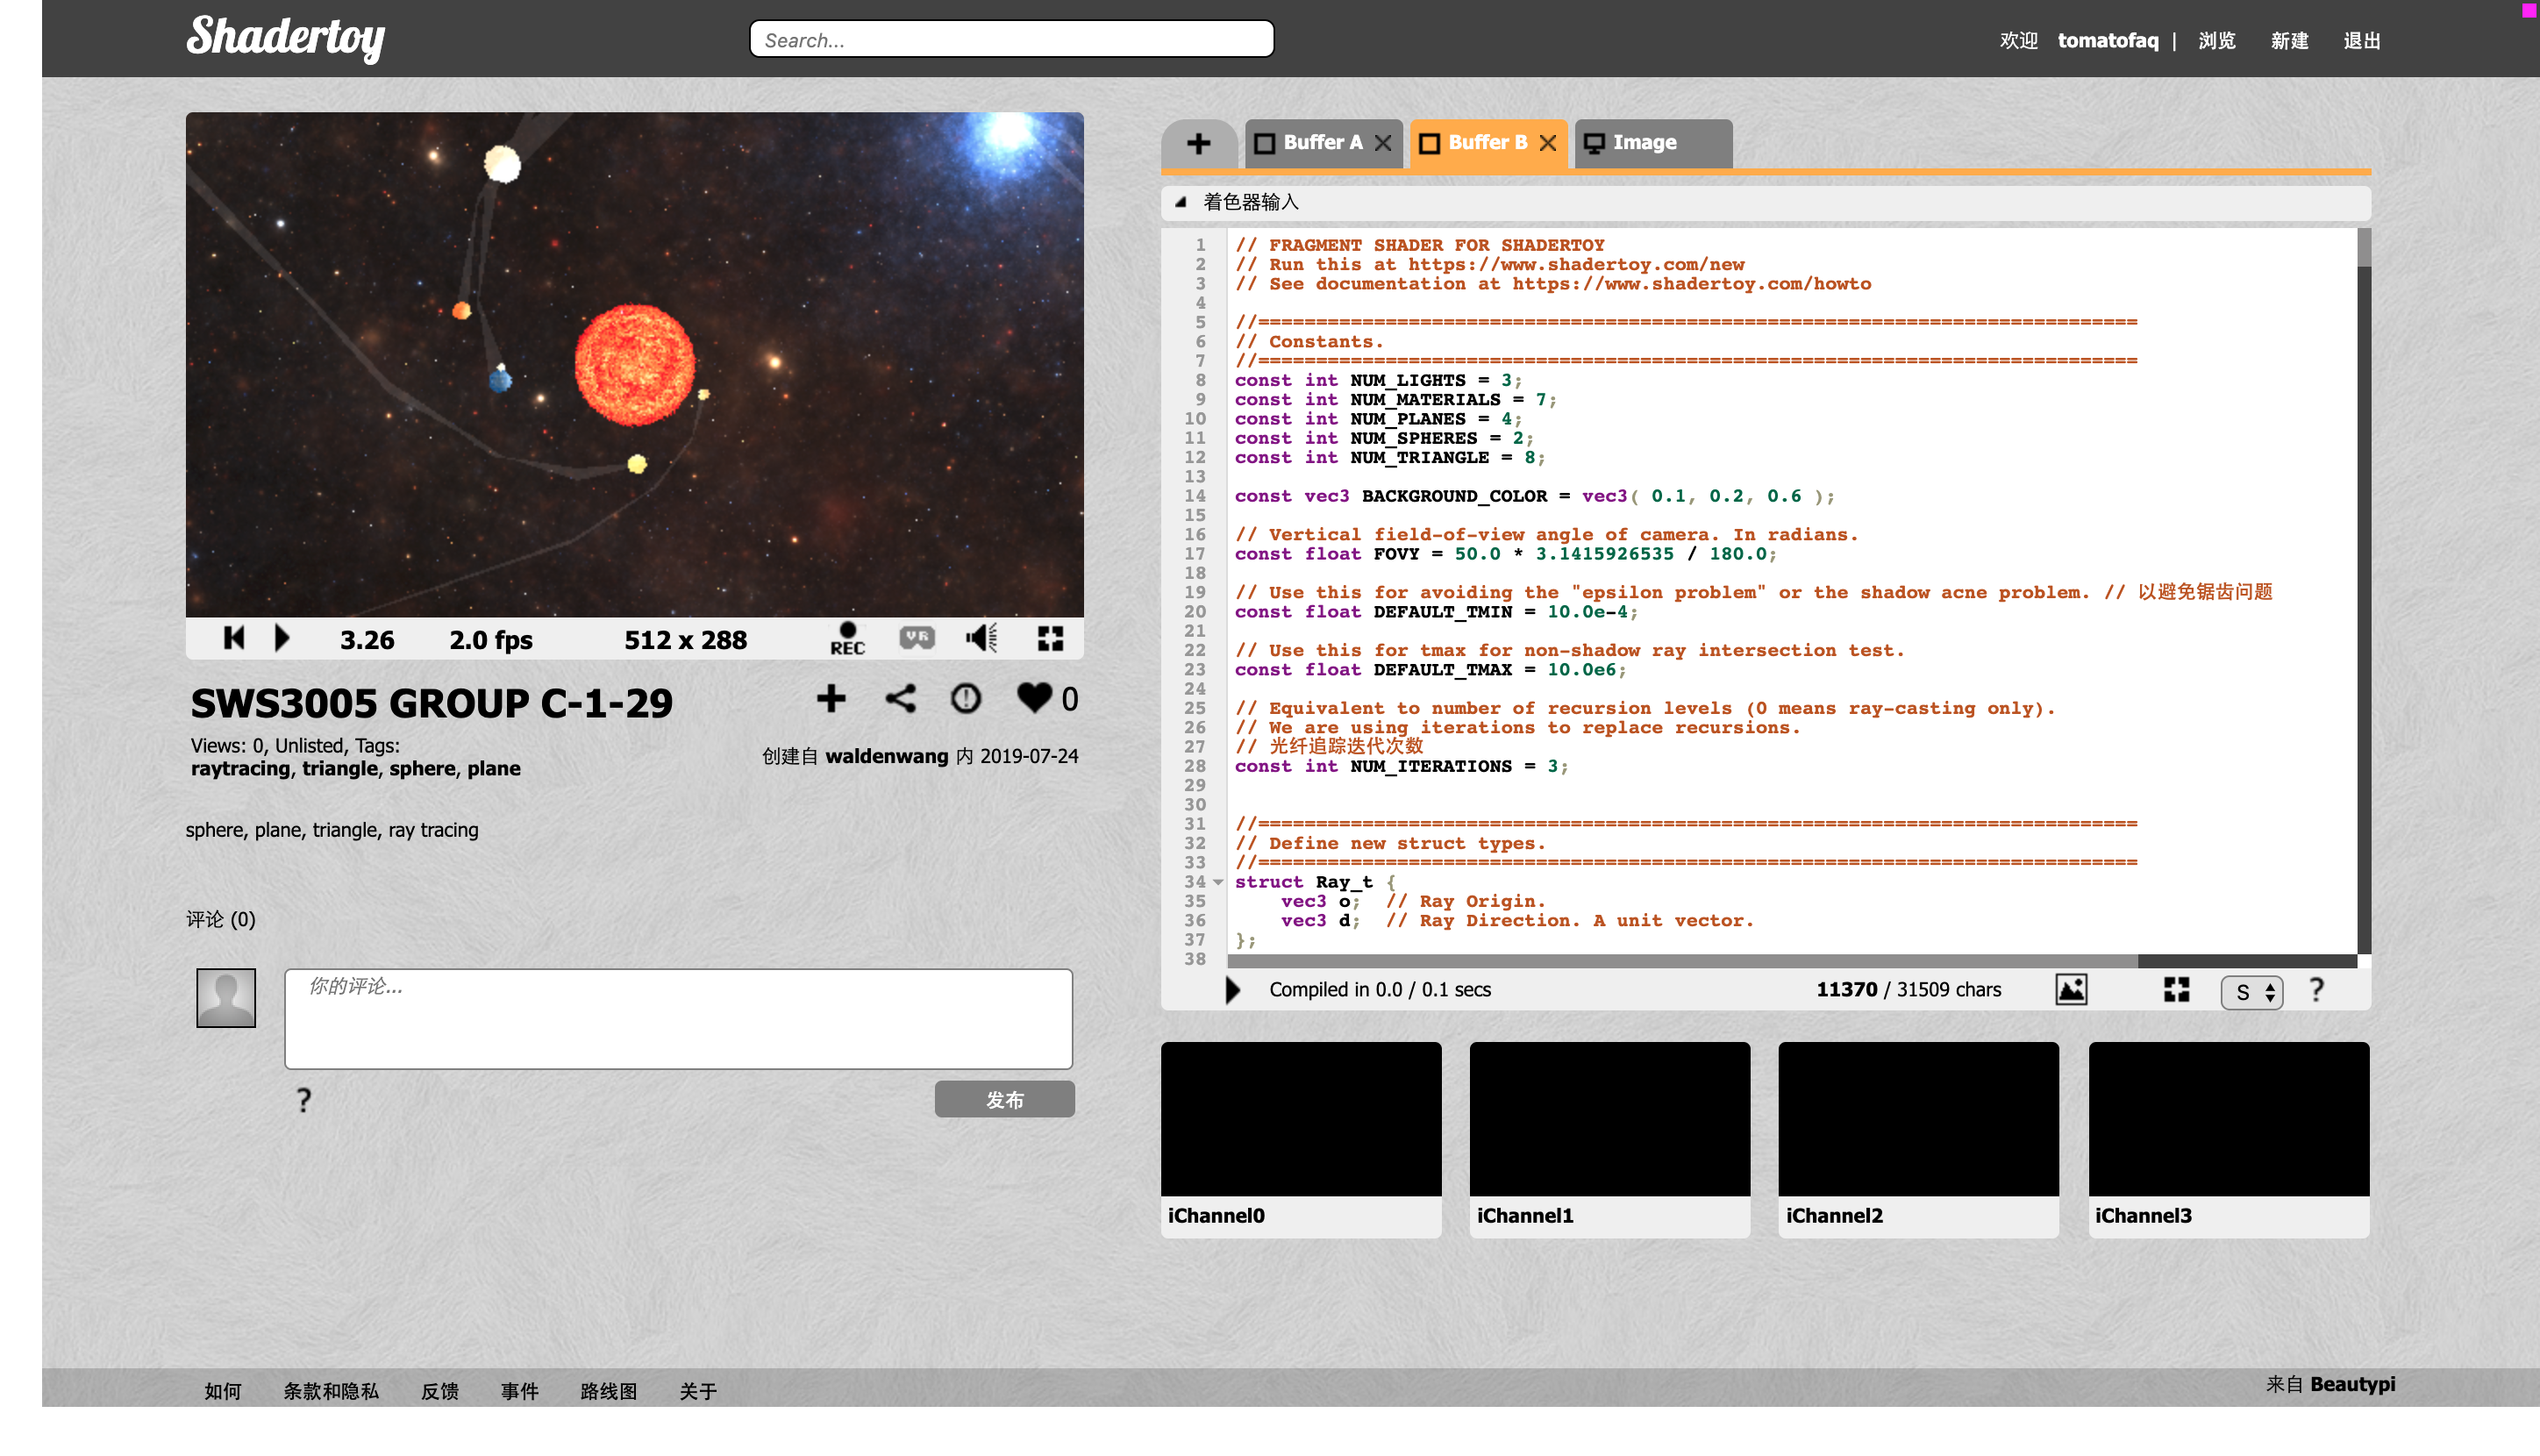 Shadertoy
Search...
欢迎 tomatofaq | 浏览 新建 退出
3.26 2.0 fps 512 x 288 REC VR
SWS3005 GROUP C-1-29
0
Views: 0, Unlisted, Tags:
raytracing, triangle, sphere, plane
创建自 waldenwang 内 2019-07-24
sphere, plane, triangle, ray tracing
评论 (0)
你的评论...
?
发布
Buffer A Buffer B Image
着色器输入
1 // FRAGMENT SHADER FOR SHADERTOY
2 // Run this at https://www.shadertoy.com/new
3 // See documentation at https://www.shadertoy.com/howto
4
5 //============================================================================
6 // Constants.
7 //============================================================================
8 const int NUM_LIGHTS = 3;
9 const int NUM_MATERIALS = 7;
10 const int NUM_PLANES = 4;
11 const int NUM_SPHERES = 2;
12 const int NUM_TRIANGLE = 8;
13
14 const vec3 BACKGROUND_COLOR = vec3( 0.1, 0.2, 0.6 );
15
16 // Vertical field-of-view angle of camera. In radians.
17 const float FOVY = 50.0 * 3.1415926535 / 180.0;
18
19 // Use this for avoiding the "epsilon problem" or the shadow acne problem. // 以避免锯齿问题
20 const float DEFAULT_TMIN = 10.0e-4;
21
22 // Use this for tmax for non-shadow ray intersection test.
23 const float DEFAULT_TMAX = 10.0e6;
24
25 // Equivalent to number of recursion levels (0 means ray-casting only).
26 // We are using iterations to replace recursions.
27 // 光纤追踪迭代次数
28 const int NUM_ITERATIONS = 3;
29
30
31 //============================================================================
32 // Define new struct types.
33 //============================================================================
34 struct Ray_t {
35 vec3 o; // Ray Origin.
36 vec3 d; // Ray Direction. A unit vector.
37 };
38
Compiled in 0.0 / 0.1 secs 11370 / 31509 chars S ?
iChannel0 iChannel1 iChannel2 iChannel3
如何 条款和隐私 反馈 事件 路线图 关于
来自 Beautypi